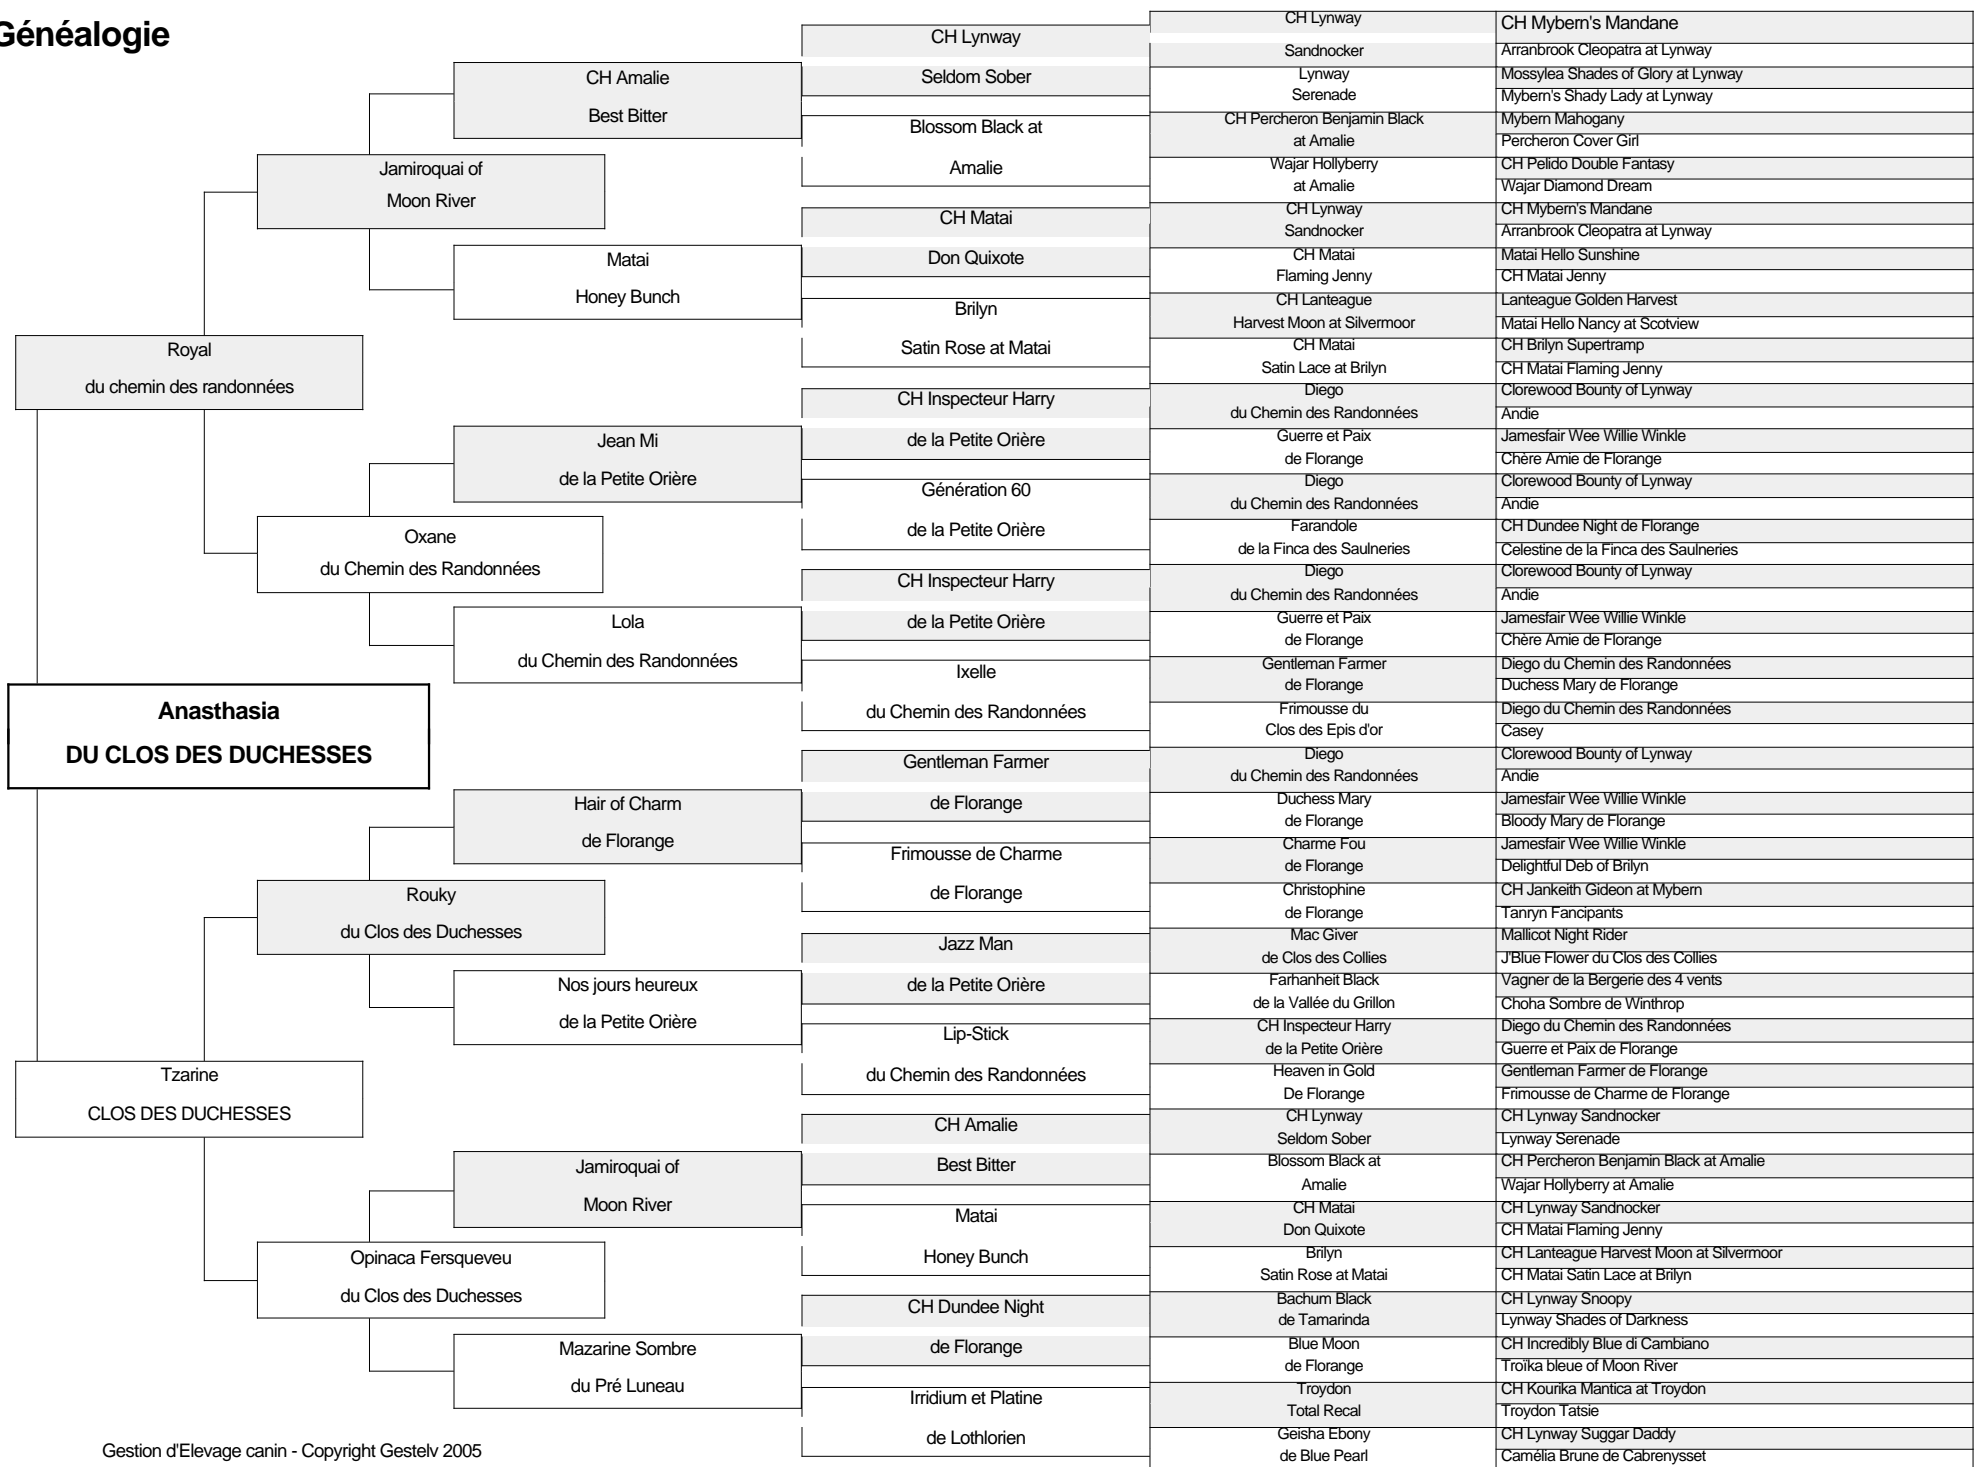 Généalogie
Anasthasia
DU CLOS DES DUCHESSES
Royal
du chemin des randonnées
Tzarine
CLOS DES DUCHESSES
Jamiroquai of
Moon River
Oxane
du Chemin des Randonnées
Rouky
du Clos des Duchesses
Opinaca Fersqueveu
du Clos des Duchesses
CH Amalie
Best Bitter
Matai
Honey Bunch
Jean Mi
de la Petite Orière
Lola
du Chemin des Randonnées
Hair of Charm
de Florange
Nos jours heureux
de la Petite Orière
Jamiroquai of
Moon River
Mazarine Sombre
du Pré Luneau
CH Lynway
Seldom Sober
Blossom Black at
Amalie
CH Matai
Don Quixote
Brilyn
Satin Rose at Matai
CH Inspecteur Harry
de la Petite Orière
Génération 60
de la Petite Orière
CH Inspecteur Harry
de la Petite Orière
Ixelle
du Chemin des Randonnées
Gentleman Farmer
de Florange
Frimousse de Charme
de Florange
Jazz Man
de la Petite Orière
Lip-Stick
du Chemin des Randonnées
CH Amalie
Best Bitter
Matai
Honey Bunch
CH Dundee Night
de Florange
Irridium et Platine
de Lothlorien
CH Lynway
Sandnocker
Lynway
Serenade
CH Percheron Benjamin Black
at Amalie
Wajar Hollyberry
at Amalie
CH Lynway
Sandnocker
CH Matai
Flaming Jenny
CH Lanteague
Harvest Moon at Silvermoor
CH Matai
Satin Lace at Brilyn
Diego
du Chemin des Randonnées
Guerre et Paix
de Florange
Diego
du Chemin des Randonnées
Farandole
de la Finca des Saulneries
Diego
du Chemin des Randonnées
Guerre et Paix
de Florange
Gentleman Farmer
de Florange
Frimousse du
Clos des Epis d'or
Diego
du Chemin des Randonnées
Duchess Mary
de Florange
Charme Fou
de Florange
Christophine
de Florange
Mac Giver
de Clos des Collies
Farhanheit Black
de la Vallée du Grillon
CH Inspecteur Harry
de la Petite Orière
Heaven in Gold
De Florange
CH Lynway
Seldom Sober
Blossom Black at
Amalie
CH Matai
Don Quixote
Brilyn
Satin Rose at Matai
Bachum Black
de Tamarinda
Blue Moon
de Florange
Troydon
Total Recal
Geisha Ebony
de Blue Pearl
CH Mybern's Mandane
Arranbrook Cleopatra at Lynway
Mossylea Shades of Glory at Lynway
Mybern's Shady Lady at Lynway
Mybern Mahogany
Percheron Cover Girl
CH Pelido Double Fantasy
Wajar Diamond Dream
CH Mybern's Mandane
Arranbrook Cleopatra at Lynway
Matai Hello Sunshine
CH Matai Jenny
Lanteague Golden Harvest
Matai Hello Nancy at Scotview
CH Brilyn Supertramp
CH Matai Flaming Jenny
Clorewood Bounty of Lynway
Andie
Jamesfair Wee Willie Winkle
Chère Amie de Florange
Clorewood Bounty of Lynway
Andie
CH Dundee Night de Florange
Celestine de la Finca des Saulneries
Clorewood Bounty of Lynway
Andie
Jamesfair Wee Willie Winkle
Chère Amie de Florange
Diego du Chemin des Randonnées
Duchess Mary de Florange
Diego du Chemin des Randonnées
Casey
Clorewood Bounty of Lynway
Andie
Jamesfair Wee Willie Winkle
Bloody Mary de Florange
Jamesfair Wee Willie Winkle
Delightful Deb of Brilyn
CH Jankeith Gideon at Mybern
Tanryn Fancipants
Mallicot Night Rider
J'Blue Flower du Clos des Collies
Vagner de la Bergerie des 4 vents
Choha Sombre de Winthrop
Diego du Chemin des Randonnées
Guerre et Paix de Florange
Gentleman Farmer de Florange
Frimousse de Charme de Florange
CH Lynway Sandnocker
Lynway Serenade
CH Percheron Benjamin Black at Amalie
Wajar Hollyberry at Amalie
CH Lynway Sandnocker
CH Matai Flaming Jenny
CH Lanteague Harvest Moon at Silvermoor
CH Matai Satin Lace at Brilyn
CH Lynway Snoopy
Lynway Shades of Darkness
CH Incredibly Blue di Cambiano
Troïka bleue of Moon River
CH Kourika Mantica at Troydon
Troydon Tatsie
CH Lynway Suggar Daddy
Camélia Brune de Cabrenysset
Gestion d'Elevage canin - Copyright Gestelv 2005